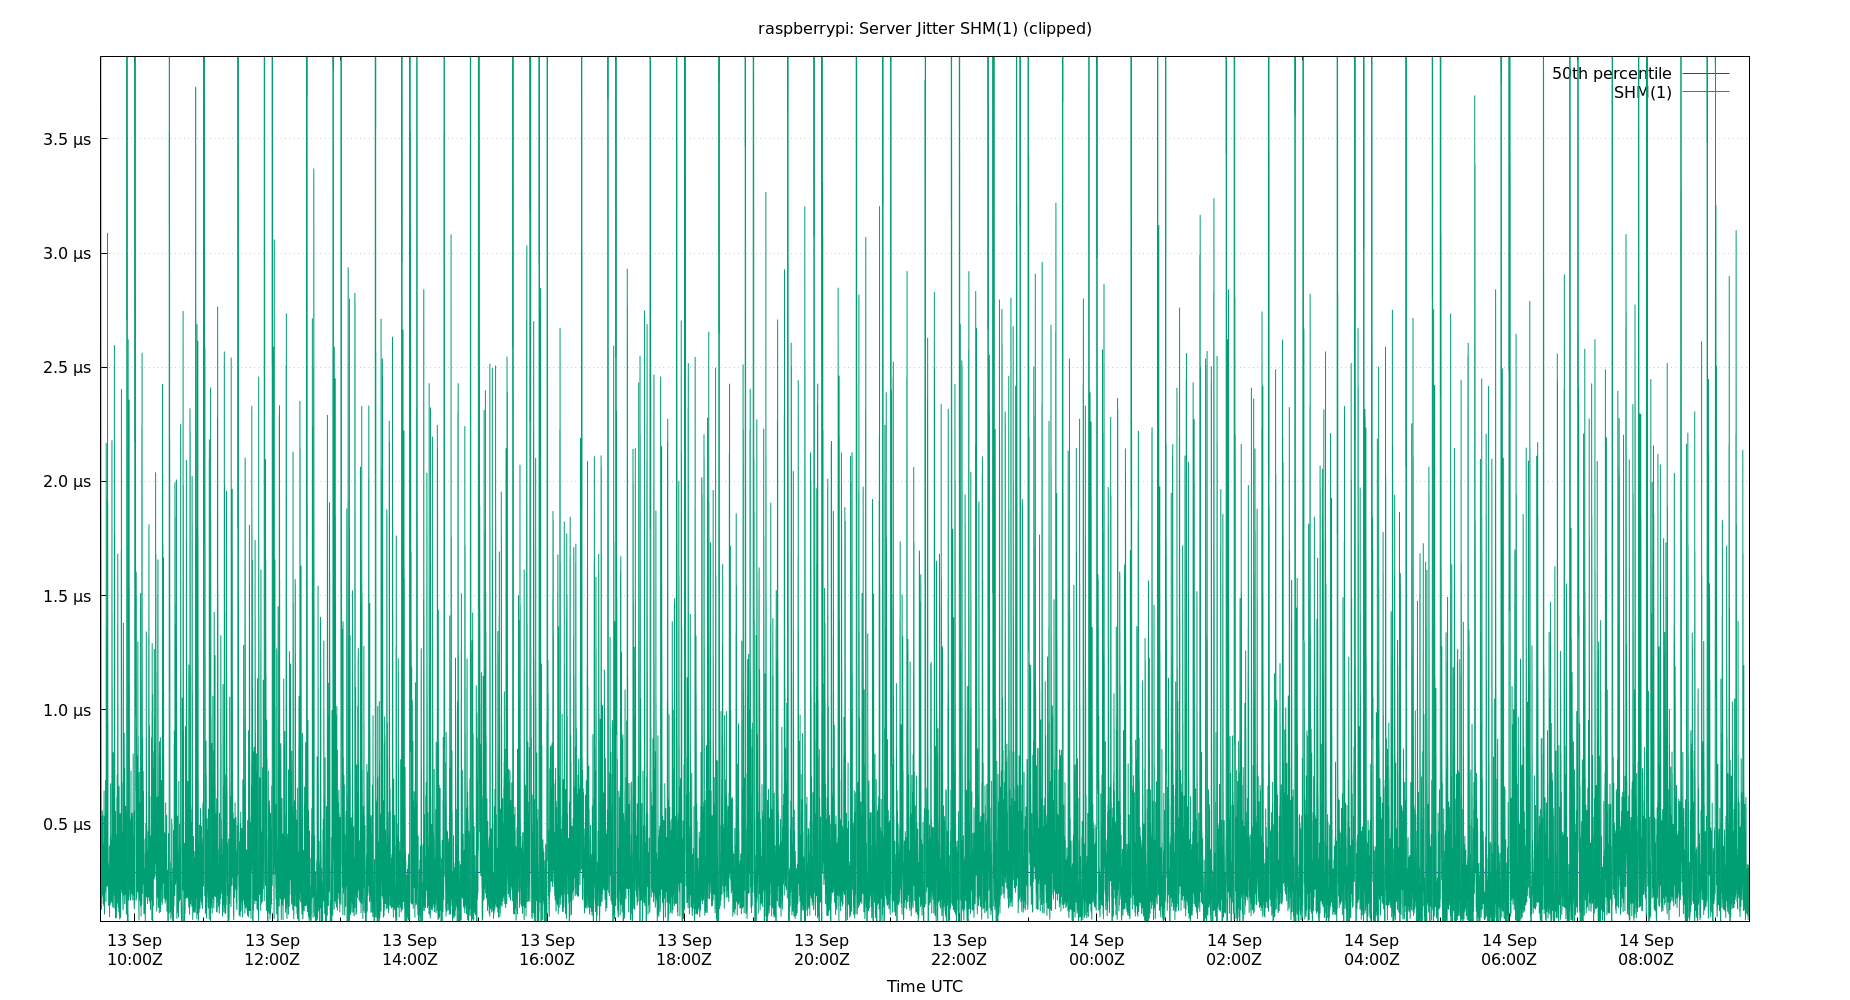 raspberrypi: Server Jitter SHM(1) (clipped)
50th percentile
SHM(1)
3.5 µs
3.0 µs
2.5 µs
2.0 µs
1.5 µs
1.0 µs
0.5 µs
13 Sep 13 Sep 13 Sep 13 Sep 13 Sep 13 Sep 13 Sep 14 Sep 14 Sep 14 Sep 14 Sep 14 Sep
10:00Z 12:00Z 14:00Z 16:00Z 18:00Z 20:00Z 22:00Z 00:00Z 02:00Z 04:00Z 06:00Z 08:00Z
Time UTC